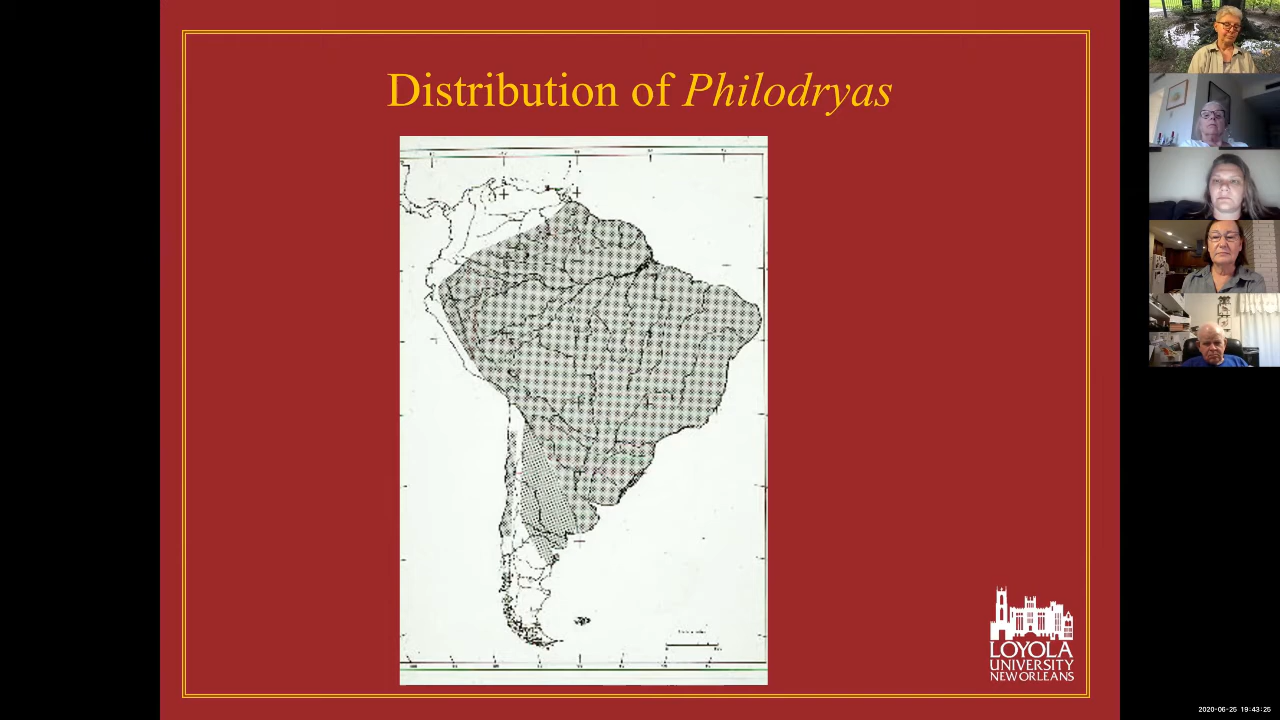 Distribution of Philodryas
LOYOLA
UNIVERSITY
NEW ORLEANS
2020-06-25 19:43:25